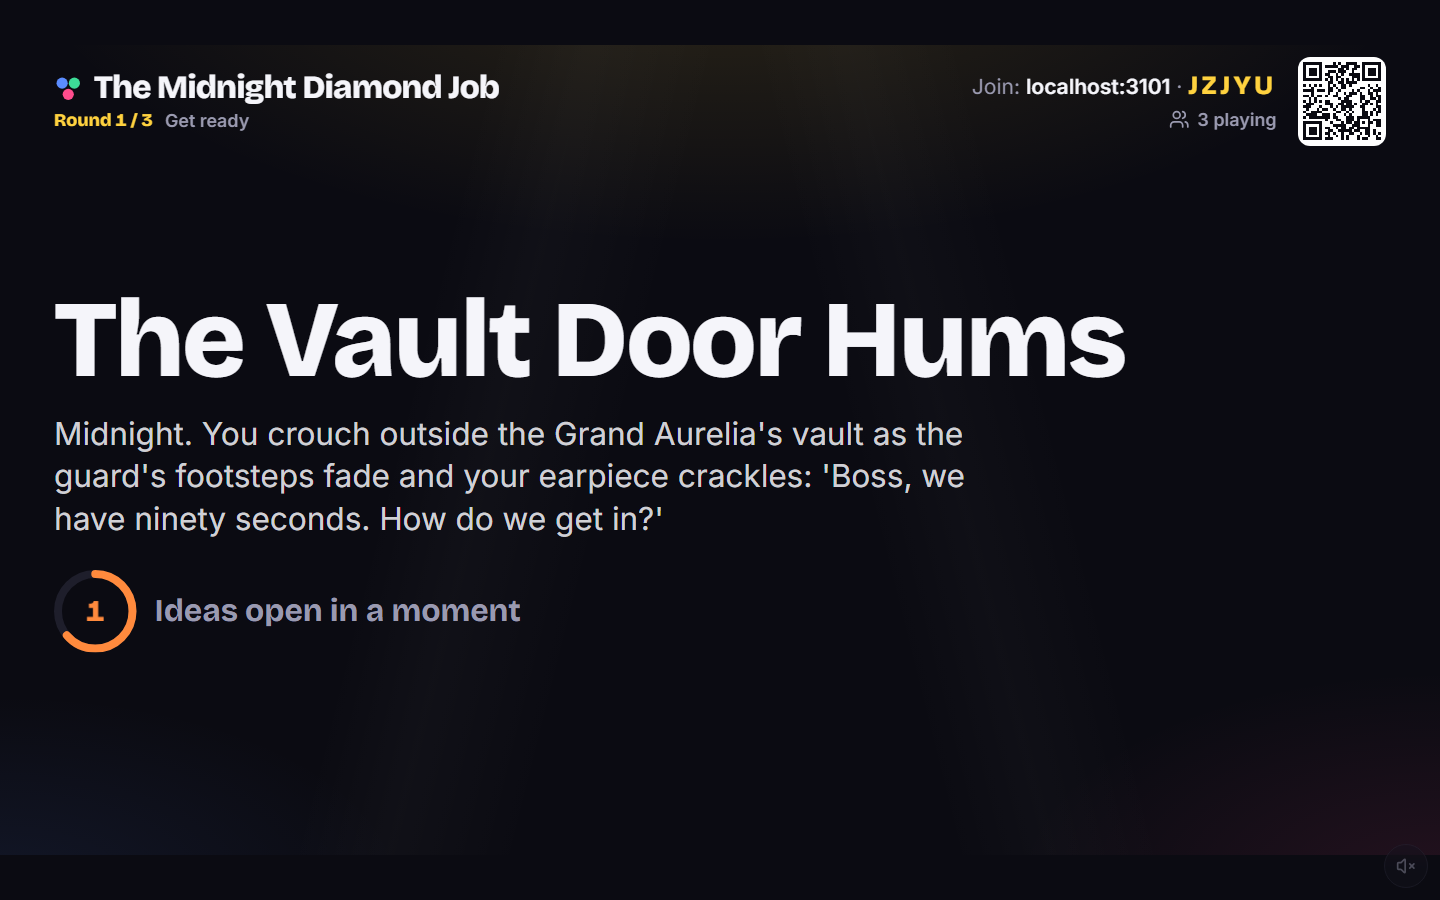 The Midnight Diamond Job
Round 1 / 3 Get ready
Join: localhost:3101 · JZJYU
3 playing
The Vault Door Hums
Midnight. You crouch outside the Grand Aurelia's vault as the
guard's footsteps fade and your earpiece crackles: 'Boss, we
have ninety seconds. How do we get in?'
1 Ideas open in a moment